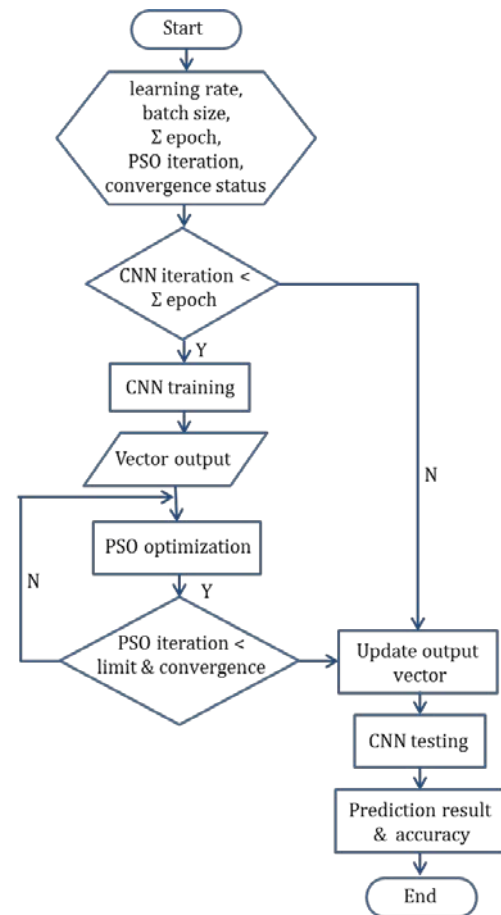 Start
learning rate,
batch size,
Σ epoch,
PSO iteration,
convergence status
CNN iteration <
Σ epoch
Y
CNN training
Vector output
N
PSO optimization
N
Y
PSO iteration <
limit & convergence
Update output
vector
CNN testing
Prediction result
& accuracy
End